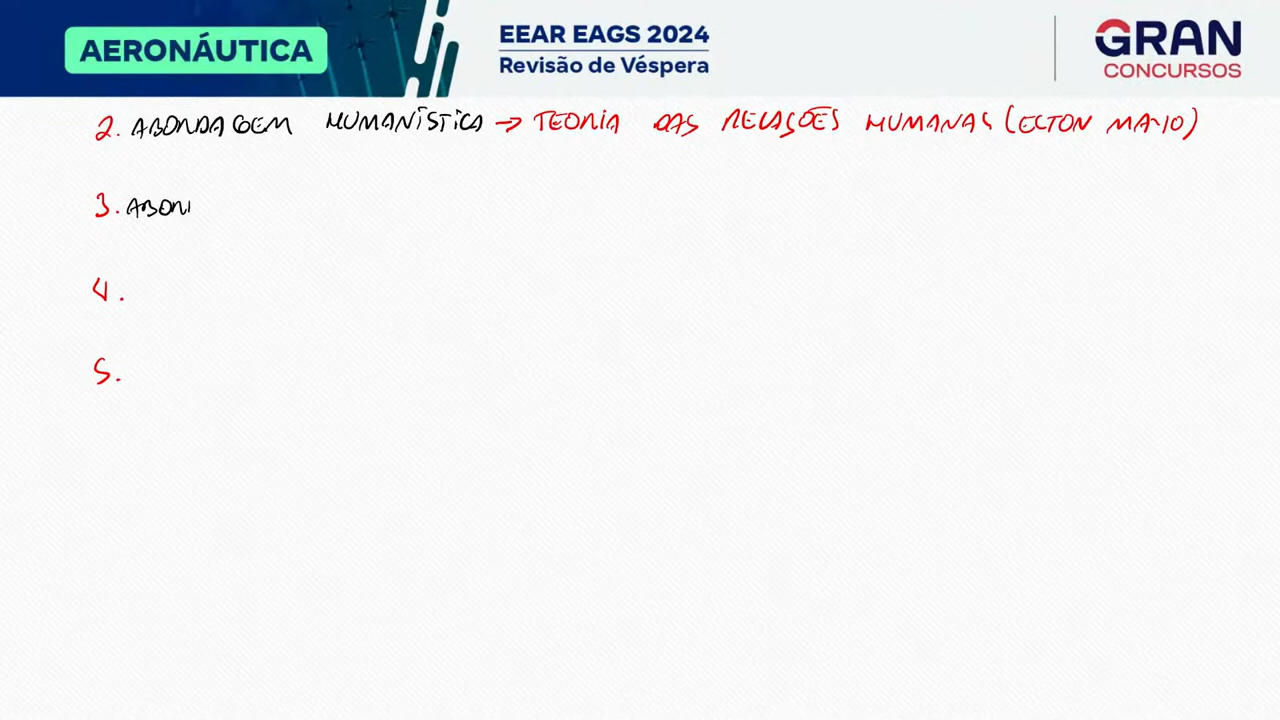 AERONÁUTICA
EEAR EAGS 2024
Revisão de Véspera
GRAN
CONCURSOS
2. ABORDAGEM HUMANÍSTICA → TEORIA DAS RELAÇÕES HUMANAS (ELTON MAYO)
3. ABOR
4.
5.